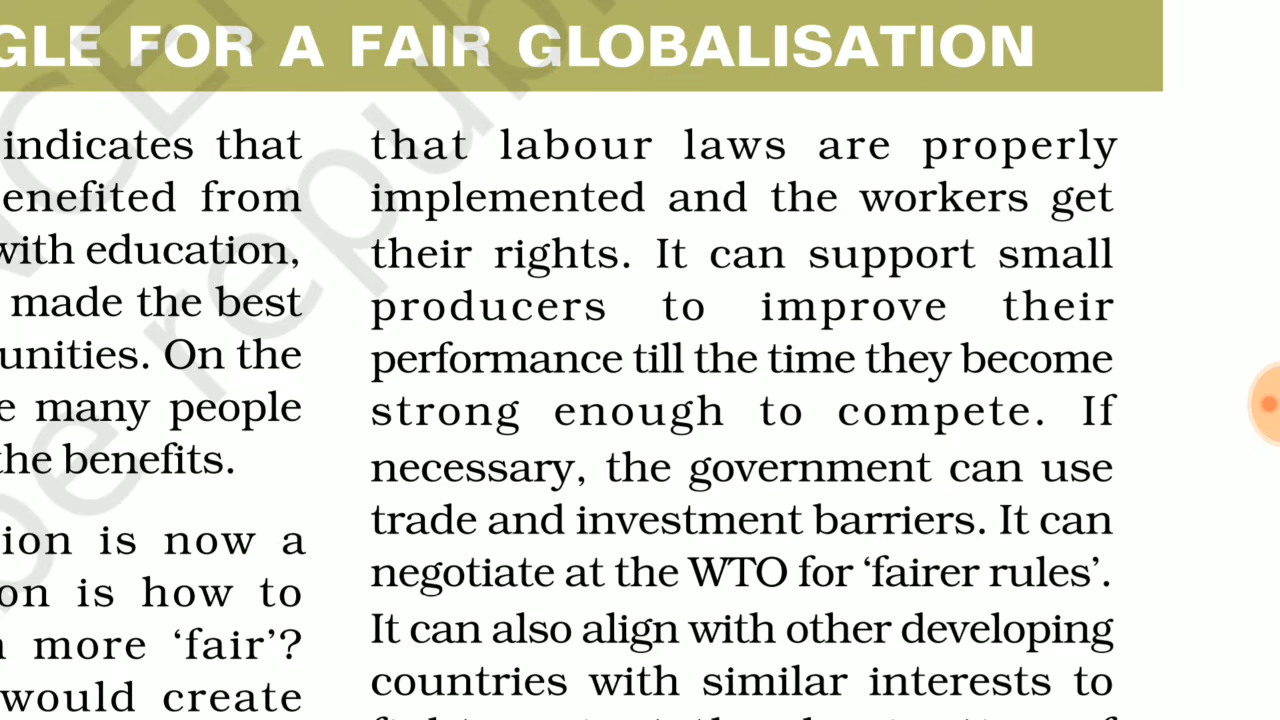 GLE FOR A FAIR GLOBALISATION
indicates that
enefited from
with education,
made the best
unities. On the
e many people
the benefits.
ion is now a
on is how to
more ‘fair’?
would create
that labour laws are properly
implemented and the workers get
their rights. It can support small
producers to improve their
performance till the time they become
strong enough to compete. If
necessary, the government can use
trade and investment barriers. It can
negotiate at the WTO for ‘fairer rules’.
It can also align with other developing
countries with similar interests to